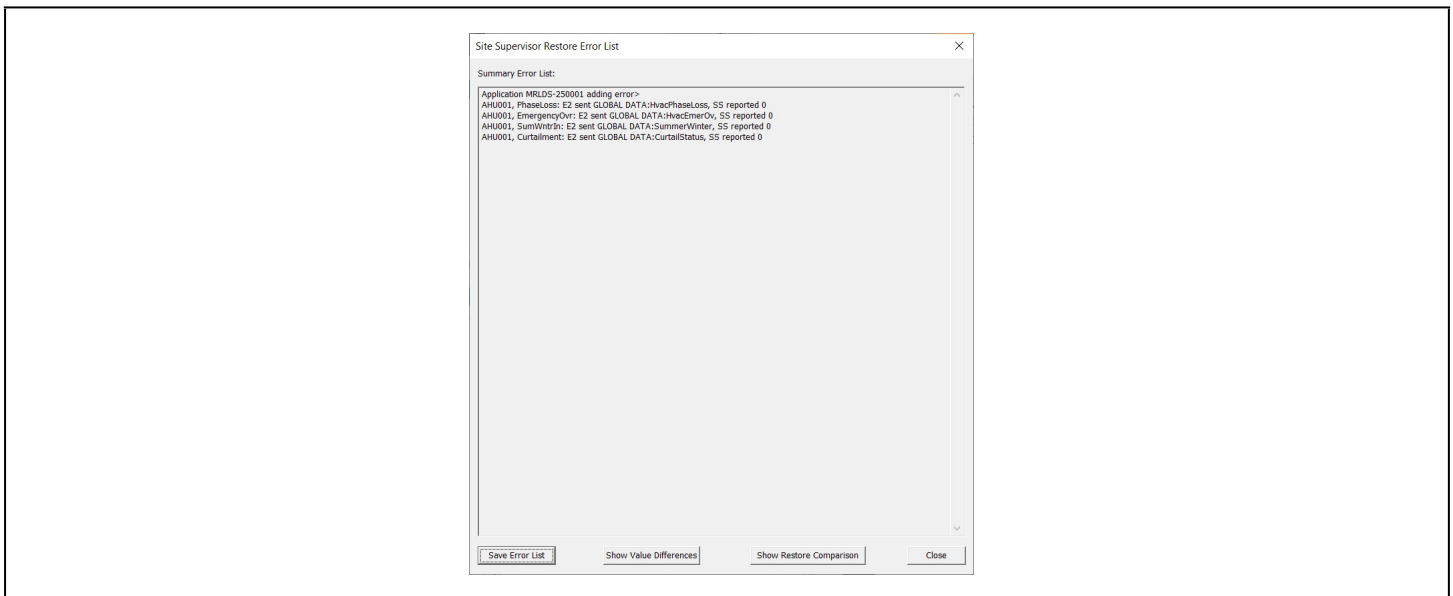 Site Supervisor Restore Error List
Summary Error List:
Application MRLDS-250001 adding error>
AHU001, PhaseLoss: E2 sent GLOBAL DATA:HvacPhaseLoss, SS reported 0
AHU001, EmergencyOvr: E2 sent GLOBAL DATA:HvacEmerOv, SS reported 0
AHU001, SumWntrIn: E2 sent GLOBAL DATA:SummerWinter, SS reported 0
AHU001, Curtailment: E2 sent GLOBAL DATA:CurtailStatus, SS reported 0
Save Error List Show Value Differences Show Restore Comparison Close